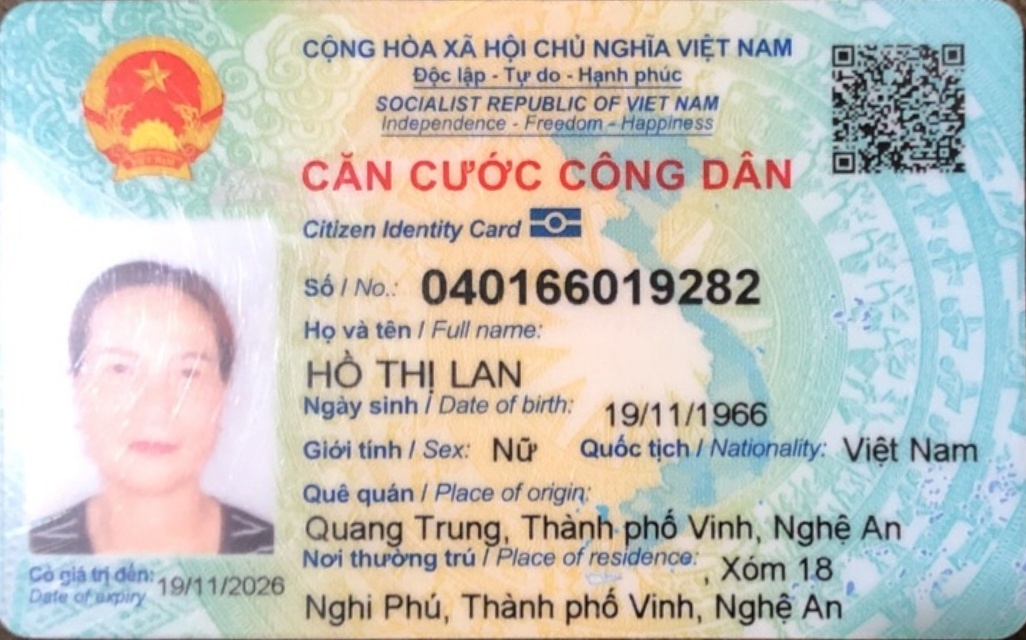 CỘNG HÒA XÃ HỘI CHỦ NGHĨA VIỆT NAM
Độc lập - Tự do - Hạnh phúc
SOCIALIST REPUBLIC OF VIET NAM
Independence - Freedom - Happiness
CĂN CƯỚC CÔNG DÂN
Citizen Identity Card
Số / No.: 040166019282
Họ và tên / Full name:
HỒ THỊ LAN
Ngày sinh / Date of birth: 19/11/1966
Giới tính / Sex: Nữ Quốc tịch / Nationality: Việt Nam
Quê quán / Place of origin:
Quang Trung, Thành phố Vinh, Nghệ An
Nơi thường trú / Place of residence: , Xóm 18
Nghi Phú, Thành phố Vinh, Nghệ An
Có giá trị đến: 19/11/2026
Date of expiry